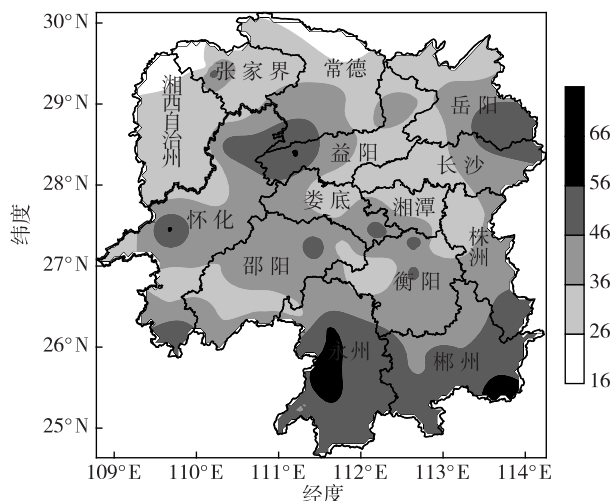 30°N
29°N
28°N
27°N
26°N
25°N
纬度
张家界
常德
岳阳
湘西自治州
益阳
长沙
怀化
娄底
湘潭
株洲
邵阳
衡阳
永州
郴州
66
56
46
36
26
16
109°E
110°E
111°E
112°E
113°E
114°E
经度